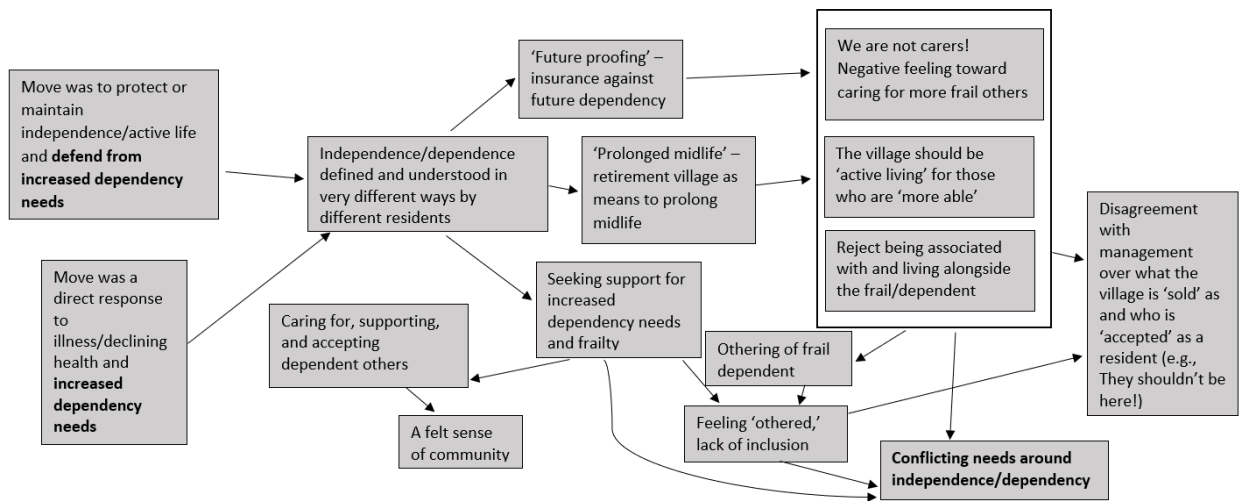 Move was to protect or
maintain
independence/active life
and defend from
increased dependency
needs
Move was a
direct response
to
illness/declining
health and
increased
dependency
needs
Independence/dependence
defined and understood in
very different ways by
different residents
‘Future proofing’ –
insurance against
future dependency
‘Prolonged midlife’ –
retirement village as
means to prolong
midlife
Seeking support for
increased
dependency needs
and frailty
Caring for, supporting,
and accepting
dependent others
A felt sense
of community
We are not carers!
Negative feeling toward
caring for more frail others
The village should be
‘active living’ for those
who are ‘more able’
Reject being associated
with and living alongside
the frail/dependent
Othering of frail
dependent
Feeling ‘othered,’
lack of inclusion
Disagreement
with
management
over what the
village is ‘sold’ as
and who is
‘accepted’ as a
resident (e.g.,
They shouldn’t be
here!)
Conflicting needs around
independence/dependency